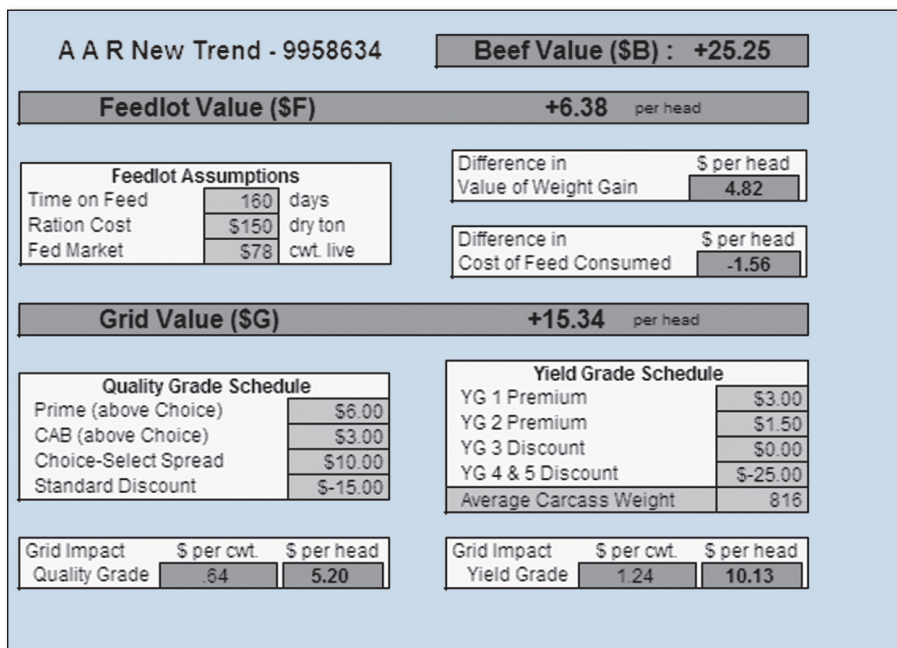 A A R New Trend - 9958634
Beef Value ($B) : +25.25
Feedlot Value ($F) +6.38 per head
Feedlot Assumptions
Time on Feed 160 days
Ration Cost $150 dry ton
Fed Market $78 cwt. live
Difference in $ per head
Value of Weight Gain 4.82
Difference in $ per head
Cost of Feed Consumed -1.56
Grid Value ($G) +15.34 per head
Quality Grade Schedule
Prime (above Choice) $6.00
CAB (above Choice) $3.00
Choice-Select Spread $10.00
Standard Discount $-15.00
Yield Grade Schedule
YG 1 Premium $3.00
YG 2 Premium $1.50
YG 3 Discount $0.00
YG 4 & 5 Discount $-25.00
Average Carcass Weight 816
Grid Impact $ per cwt. $ per head
Quality Grade .64 5.20
Grid Impact $ per cwt. $ per head
Yield Grade 1.24 10.13